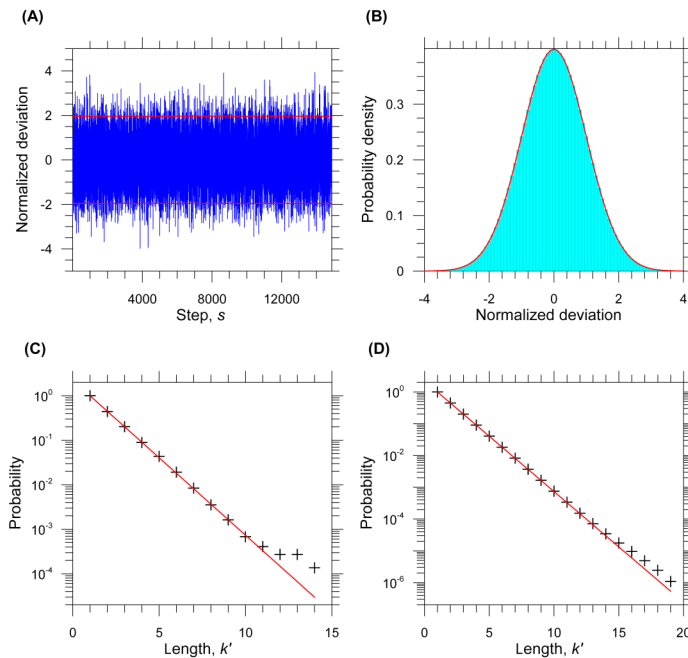 (A)
Normalized deviation
4
2
0
-2
-4
4000 8000 12000
Step, s
(B)
Probability density
0.3
0.2
0.1
0
-4 -2 0 2 4
Normalized deviation
(C)
Probability
10^0
10^-1
10^-2
10^-3
10^-4
0 5 10 15
Length, k'
(D)
Probability
10^0
10^-2
10^-4
10^-6
0 5 10 15 20
Length, k'